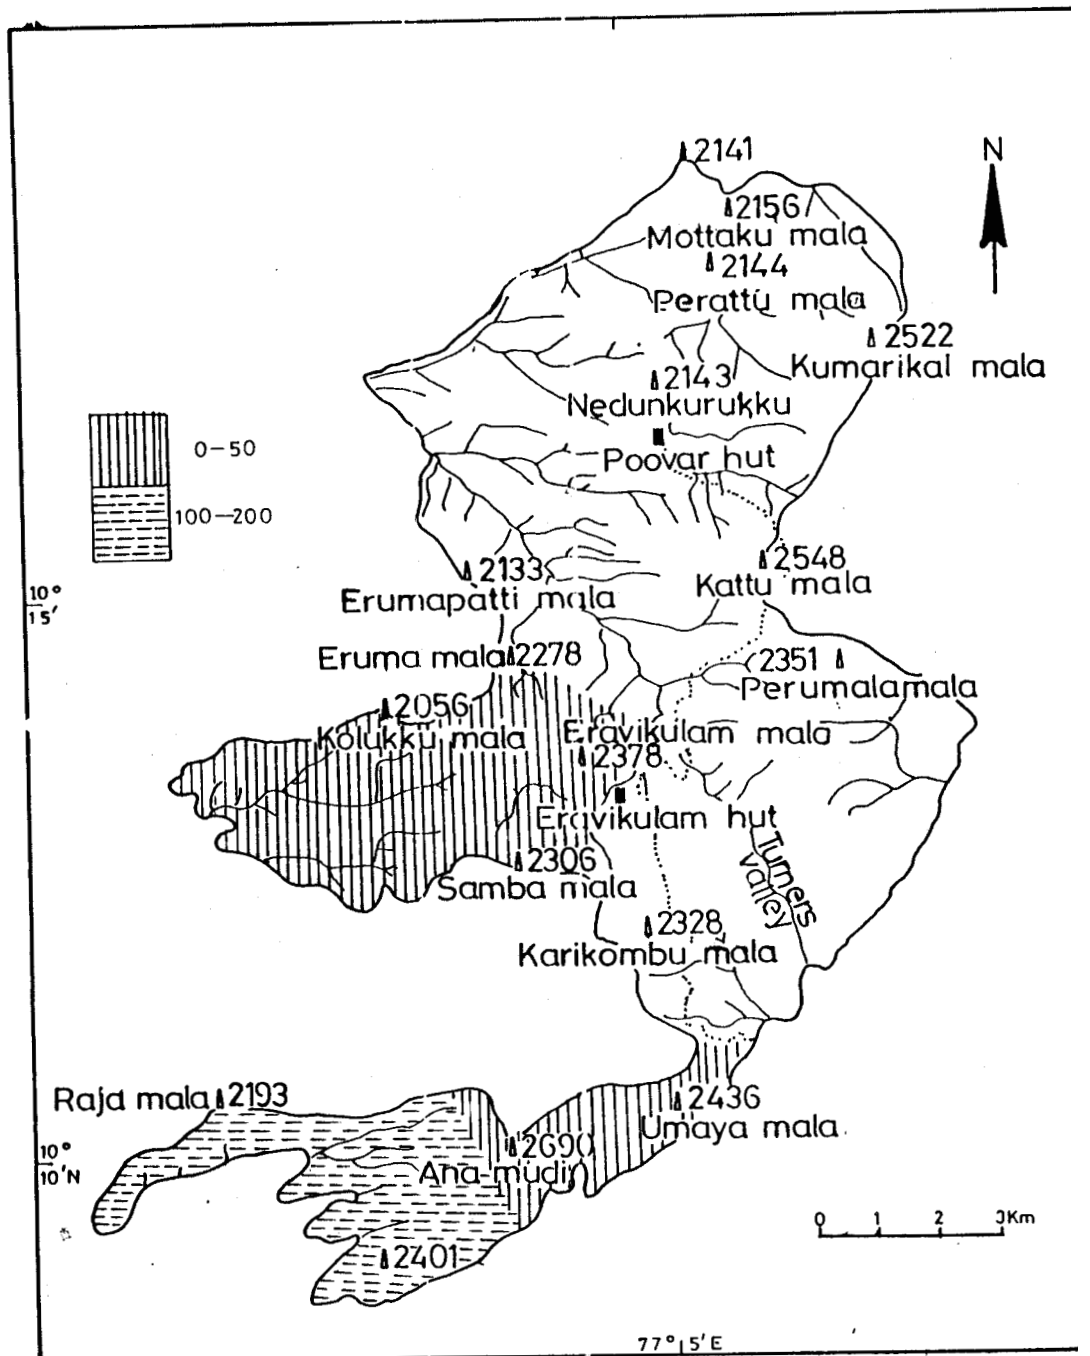 2141
N
2156
Mottaku mala
2144
Perattu mala
2522
Kumarikal mala
2143
Nedunkurukku
Poovar hut
0-50
100-200
2548
Kattu mala
10°
15'
2133
Erumapatti mala
Eruma mala 2278
2351
Perumalamala
2056
Kolukku mala
Eravikulam mala
2378
Eravikulam hut
Turners
valley
2306
Samba mala
2328
Karikombu mala
Raja mala 2193
2436
Umaya mala
10°
10'N
2690
Ana mudi
2401
0 1 2 3Km
77° 15' E